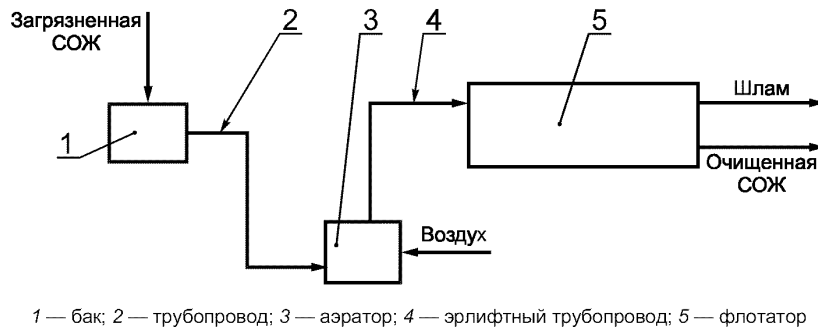 Загрязненная
СОЖ
2
3
4
5
1
Шлам
Очищенная
СОЖ
Воздух
1 — бак; 2 — трубопровод; 3 — аэратор; 4 — эрлифтный трубопровод; 5 — флотатор